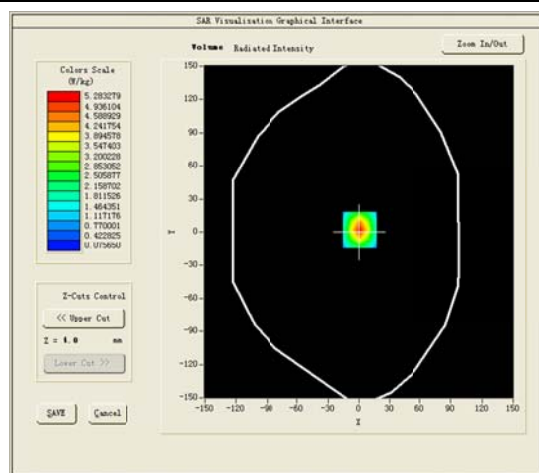 SAR Visualisation Graphical Interface
Volume Radiated Intensity
Zoom In/Out
Colors Scale
(W/kg)
5.283279
4.936104
4.588929
4.241754
3.894578
3.547403
3.200228
2.853052
2.505877
2.158702
1.811526
1.464351
1.117176
0.770001
0.422825
0.075650
Z-Cuts Control
<< Upper Cut
Z = 4.0 mm
Lower Cut >>
SAVE Cancel
150
120
90
60
30
0
-30
-60
-90
-120
-150
Y
-150 -120 -90 -60 -30 0 30 60 90 120 150
X